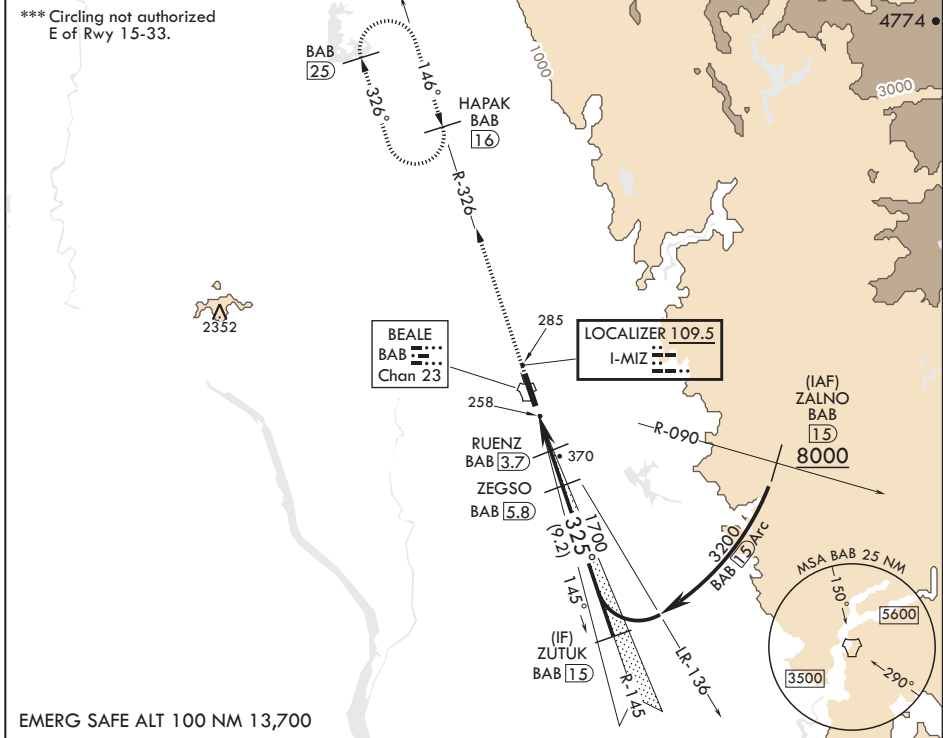 *** Circling not authorized
E of Rwy 15-33.
4774
BAB
25
1000
3000
146°
326°
HAPAK
BAB
16
R-326
2352
BEALE
BAB
Chan 23
285
LOCALIZER 109.5
I-MIZ
258
(IAF)
ZALNO
BAB
15
8000
R-090
RUENZ
BAB 3.7
370
ZEGSO
BAB 5.8
1700
325°
(9.2)
3200
BAB 15 Arc
145°
(IF)
ZUTUK
BAB 15
R-145
LR-136
MSA BAB 25 NM
150°
5600
3500
290°
EMERG SAFE ALT 100 NM 13,700